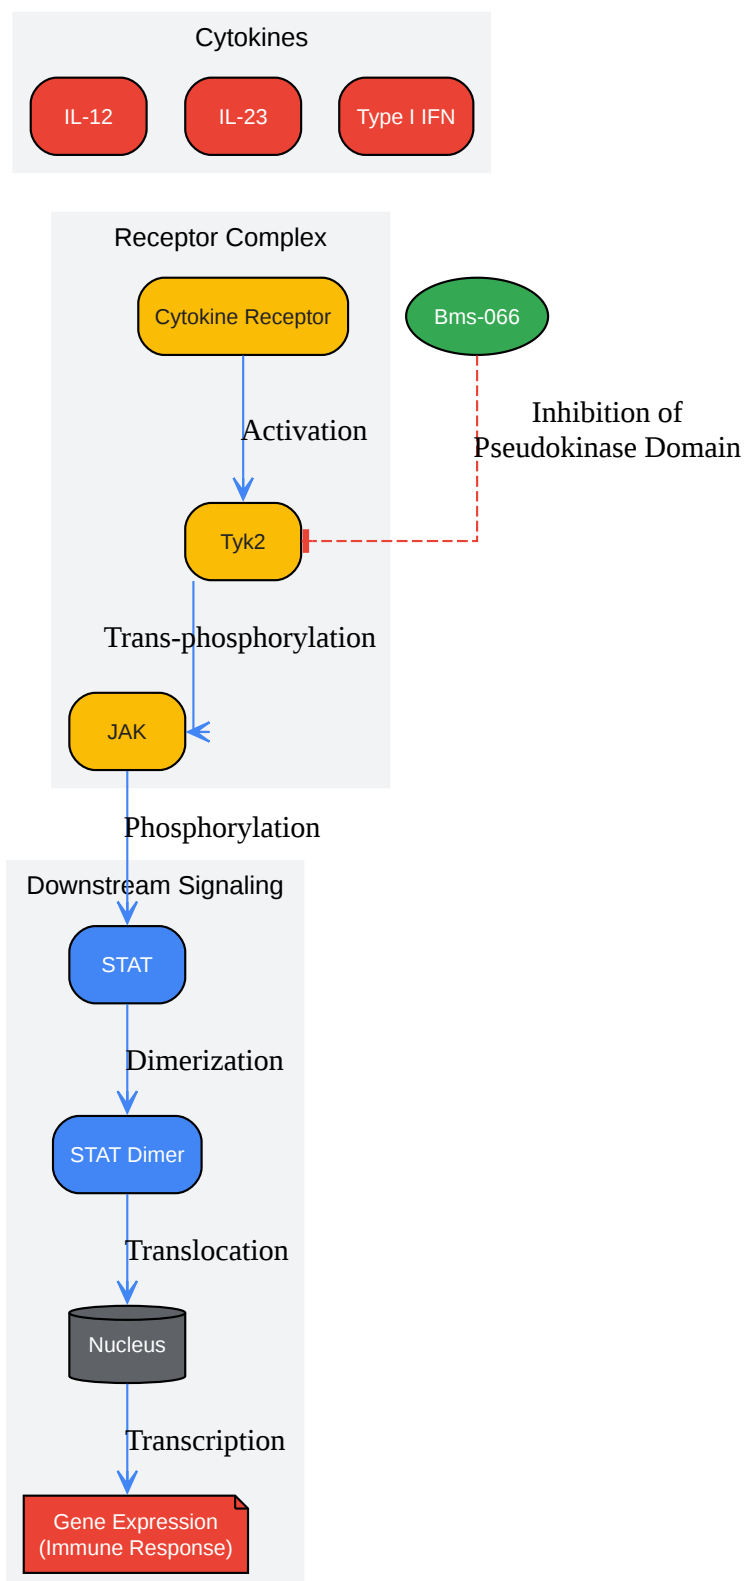 Cytokines
IL-12
IL-23
Type I IFN
Receptor Complex
Cytokine Receptor
Bms-066
Inhibition of
Pseudokinase Domain
Activation
Tyk2
Trans-phosphorylation
JAK
Phosphorylation
Downstream Signaling
STAT
Dimerization
STAT Dimer
Translocation
Nucleus
Transcription
Gene Expression
(Immune Response)